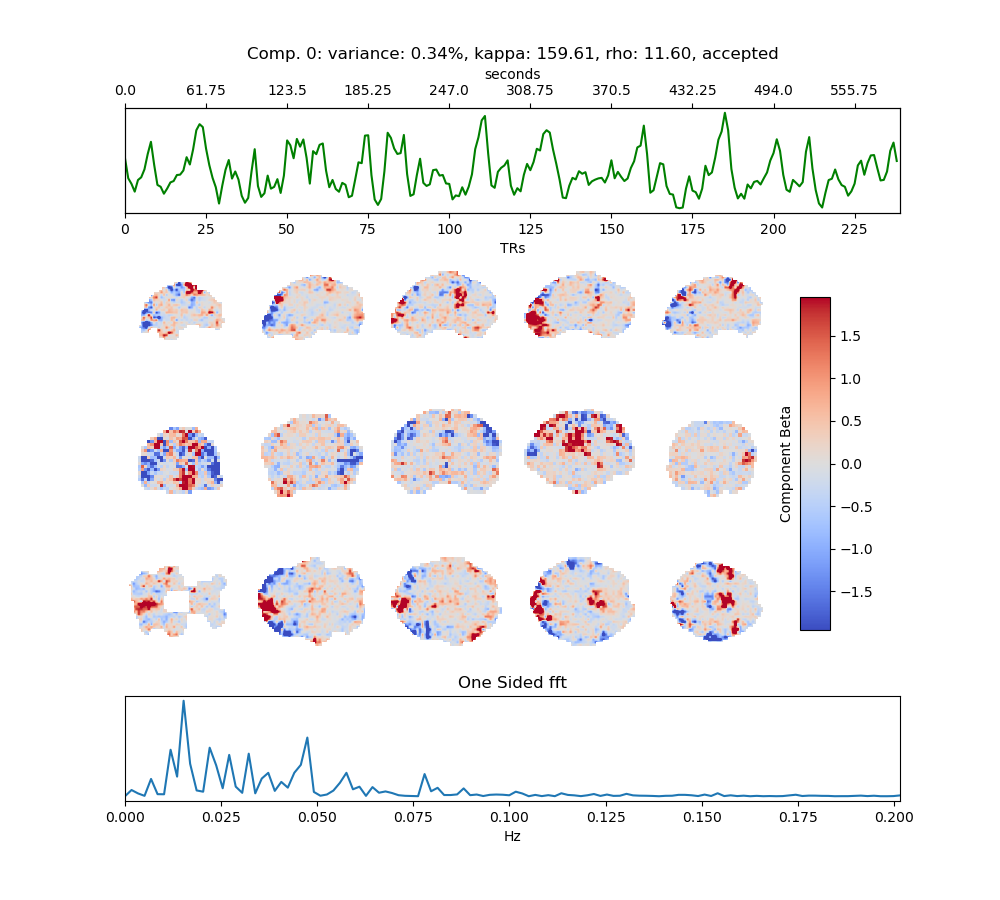 Comp. 0: variance: 0.34%, kappa: 159.61, rho: 11.60, accepted
seconds
0.0 61.75 123.5 185.25 247.0 308.75 370.5 432.25 494.0 555.75
0 25 50 75 100 125 150 175 200 225
TRs
1.5
1.0
0.5
0.0
−0.5
−1.0
−1.5
Component Beta
One Sided fft
0.000 0.025 0.050 0.075 0.100 0.125 0.150 0.175 0.200
Hz